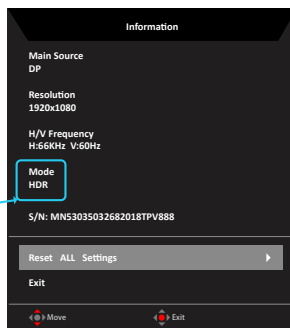 Information
Main Source
DP
Resolution
1920x1080
H/V Frequency
H:66KHz V:60Hz
Mode
HDR
S/N: MN53035032682018TPV888
Reset ALL Settings
Exit
Move Exit